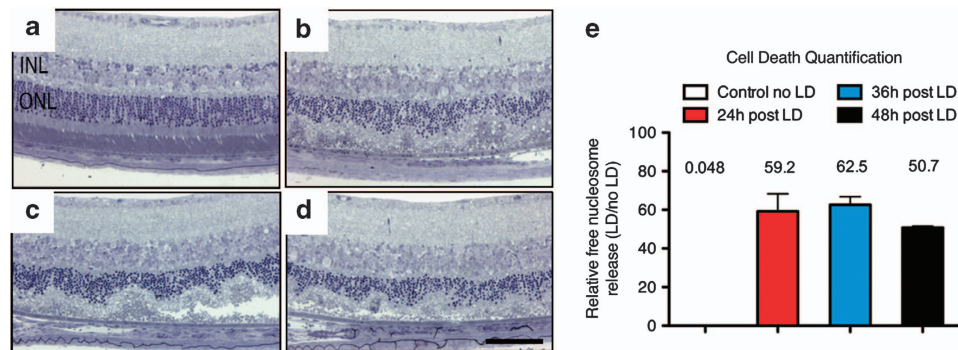 a
b
INL
ONL
c
d
e
Cell Death Quantification
Control no LD
36h post LD
24h post LD
48h post LD
Relative free nucleosome
release (LD/no LD)
100
80
60
40
20
0
0.048
59.2
62.5
50.7